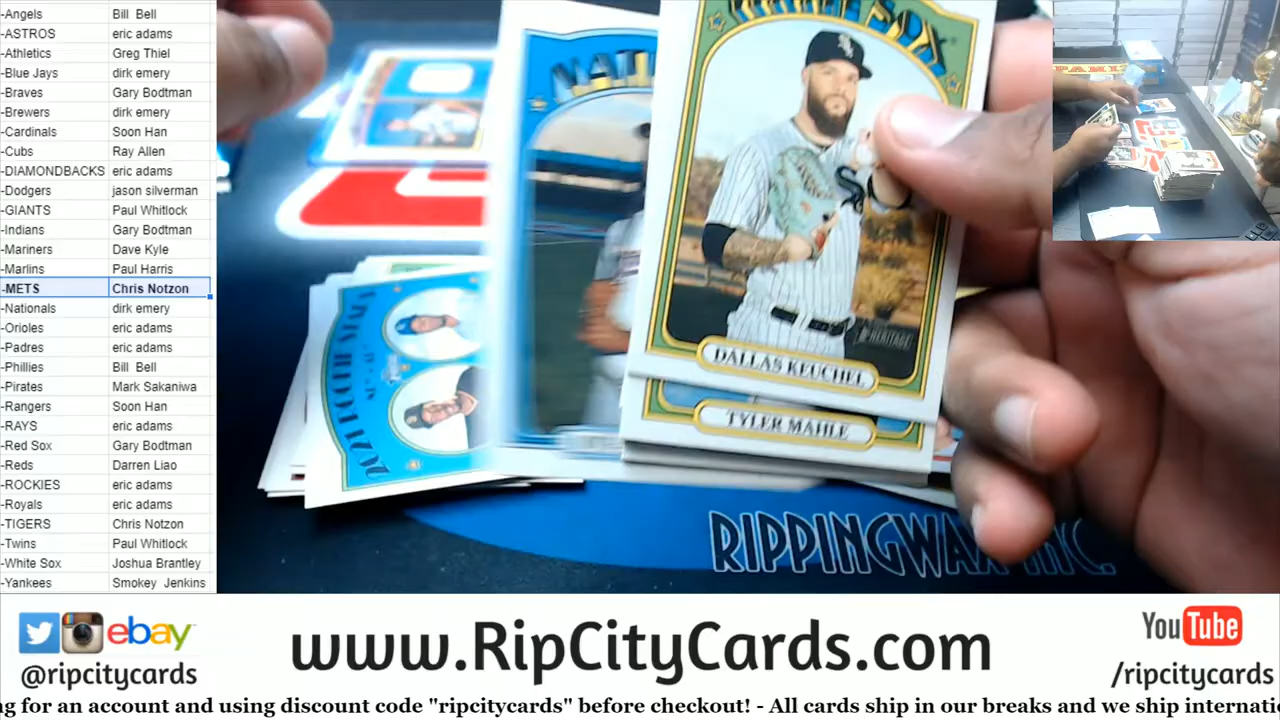 -Angels Bill Bell
-ASTROS eric adams
-Athletics Greg Thiel
-Blue Jays dirk emery
-Braves Gary Bodtman
-Brewers dirk emery
-Cardinals Soon Han
-Cubs Ray Allen
-DIAMONDBACKS eric adams
-Dodgers jason silverman
-GIANTS Paul Whitlock
-Indians Gary Bodtman
-Mariners Dave Kyle
-Marlins Paul Harris
-METS Chris Notzon
-Nationals dirk emery
-Orioles eric adams
-Padres eric adams
-Phillies Bill Bell
-Pirates Mark Sakaniwa
-Rangers Soon Han
-RAYS eric adams
-Red Sox Gary Bodtman
-Reds Darren Liao
-ROCKIES eric adams
-Royals eric adams
-TIGERS Chris Notzon
-Twins Paul Whitlock
-White Sox Joshua Brantley
-Yankees Smokey Jenkins
SOX
NATI
HERITAGE
DALLAS KEUCHEL
TYLER MAHLE
RIPPINGWAX INC.
ebay
@ripcitycards
www.RipCityCards.com
YouTube
/ripcitycards
ng for an account and using discount code "ripcitycards" before checkout! - All cards ship in our breaks and we ship internati